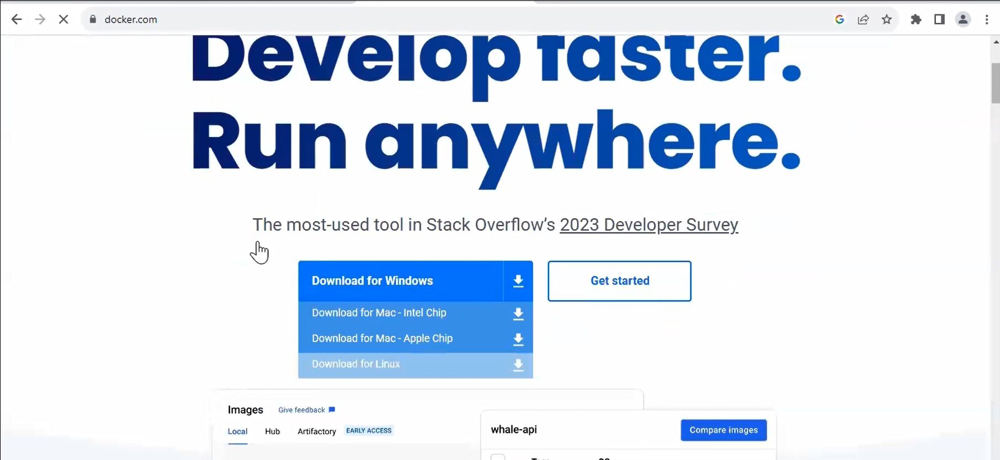 docker.com
Develop faster.
Run anywhere.
The most-used tool in Stack Overflow’s 2023 Developer Survey
Download for Windows
Get started
Download for Mac - Intel Chip
Download for Mac - Apple Chip
Download for Linux
Images Give feedback
Local Hub Artifactory EARLY ACCESS
whale-api
Compare images